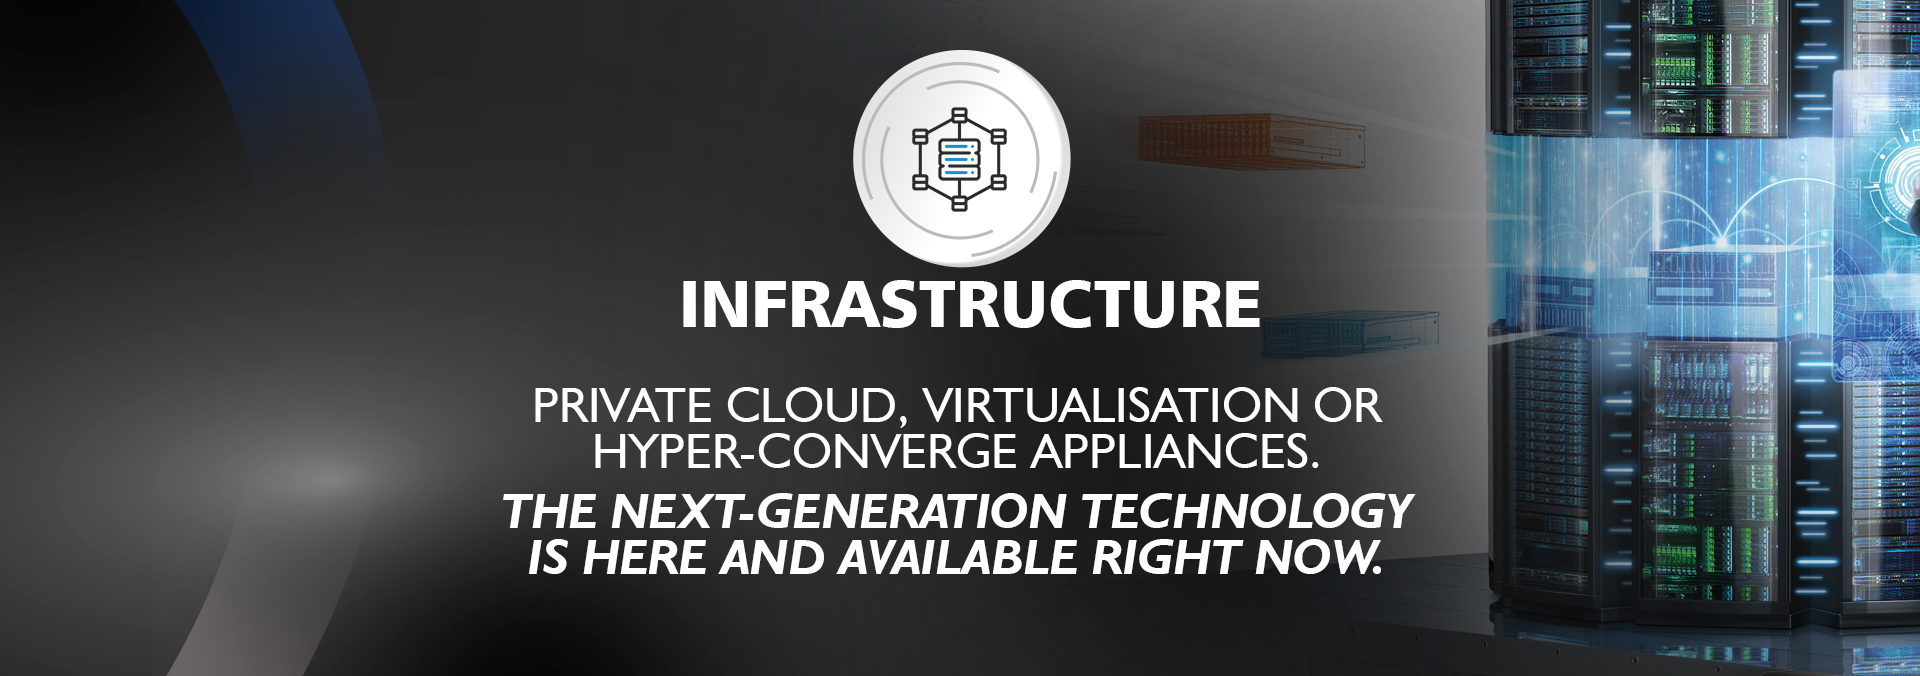 INFRASTRUCTURE
PRIVATE CLOUD, VIRTUALISATION OR
HYPER-CONVERGE APPLIANCES.
THE NEXT-GENERATION TECHNOLOGY
IS HERE AND AVAILABLE RIGHT NOW.